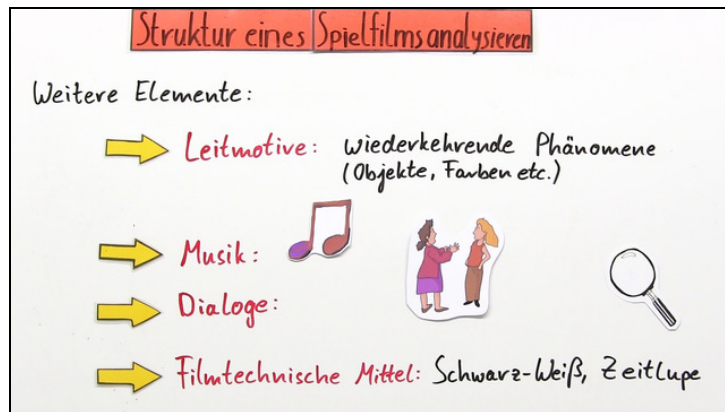 Struktur eines Spielfilms analysieren
Weitere Elemente:
Leitmotive: wiederkehrende Phänomene
(Objekte, Farben etc.)
Musik:
Dialoge:
Filmtechnische Mittel: Schwarz-Weiß, Zeitlupe